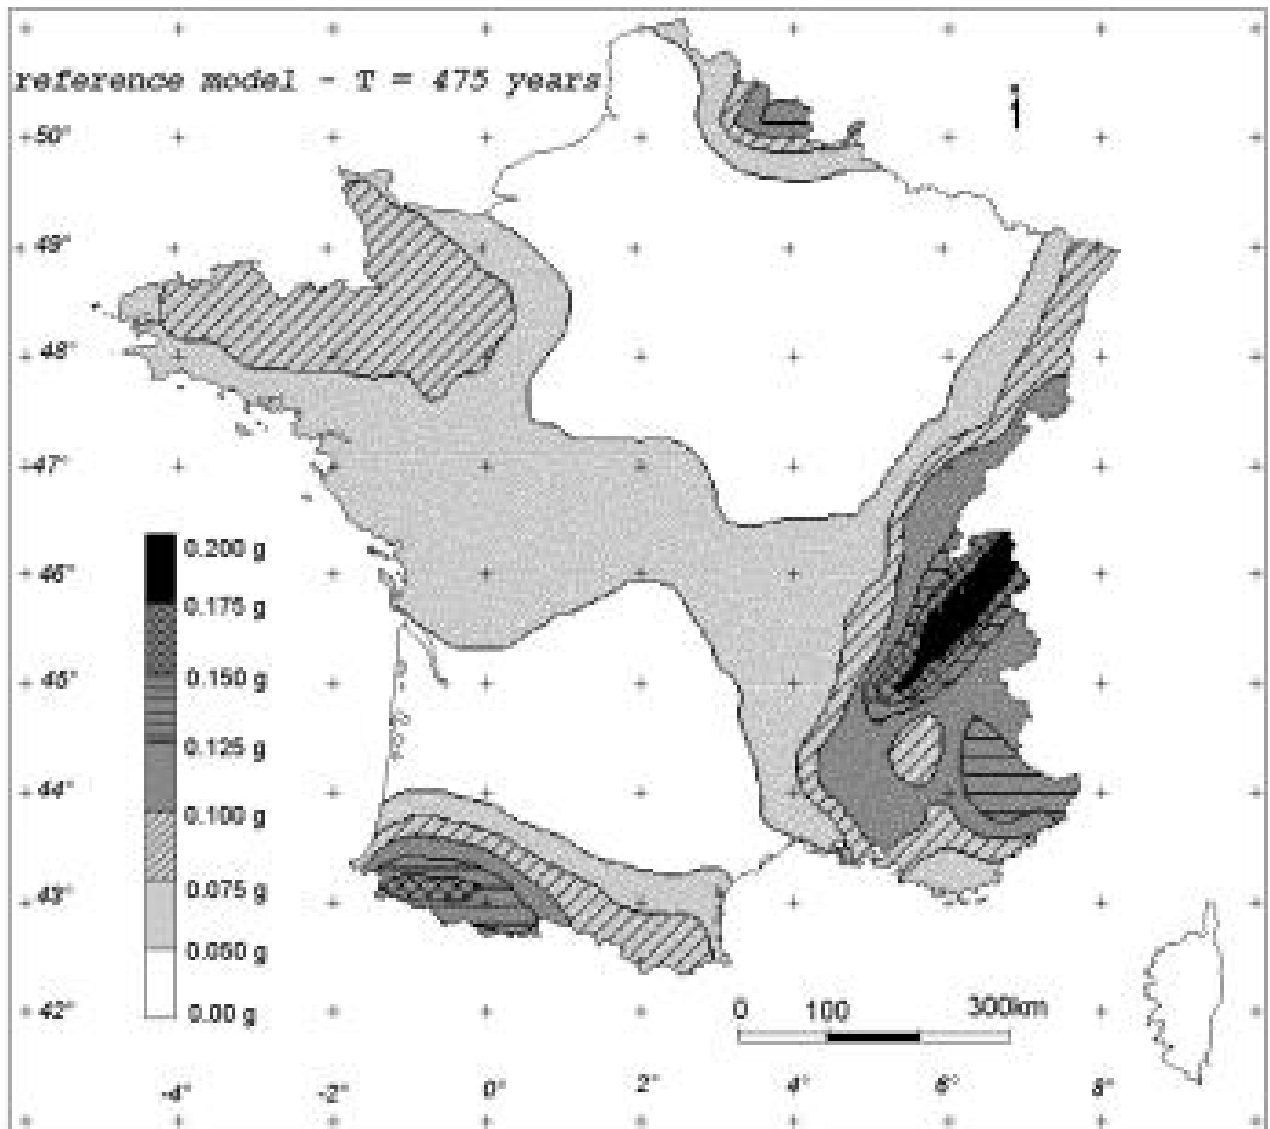 reference model - T = 475 years
50°
49°
48°
47°
46°
45°
44°
43°
42°
0.200 g
0.175 g
0.150 g
0.125 g
0.100 g
0.075 g
0.050 g
0.00 g
0 100 300km
-4° -2° 0° 2° 4° 6° 8°